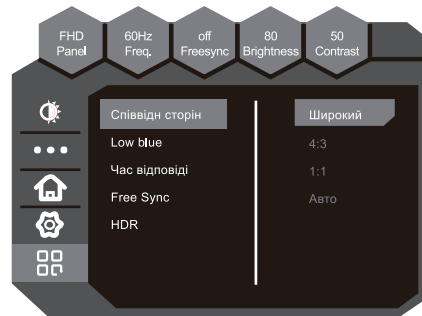 FHD
Panel
60Hz
Freq.
off
Freesync
80
Brightness
50
Contrast
Співвідн сторін
Широкий
Low blue
4:3
Час відповіді
1:1
Free Sync
Авто
HDR